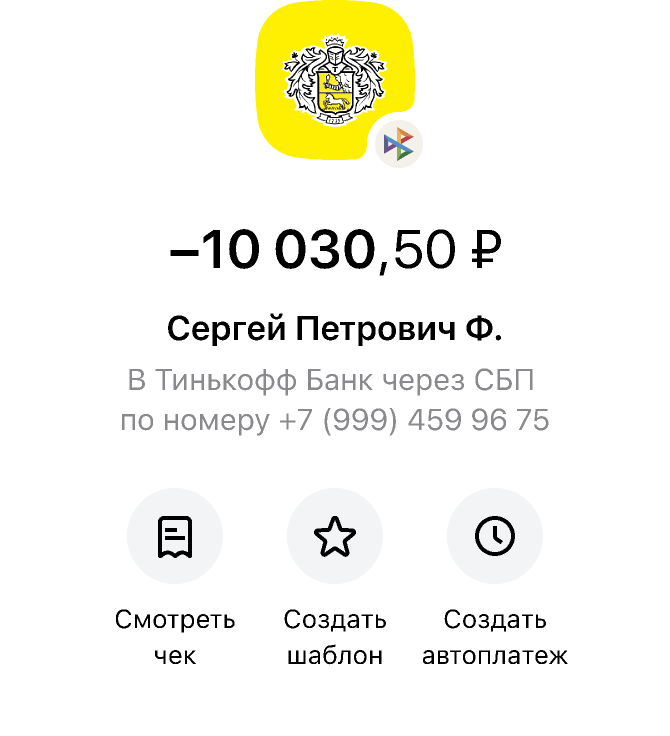 –10 030,50 ₽
Сергей Петрович Ф.
В Тинькофф Банк через СБП
по номеру +7 (999) 459 96 75
Смотреть чек
Создать шаблон
Создать автоплатеж